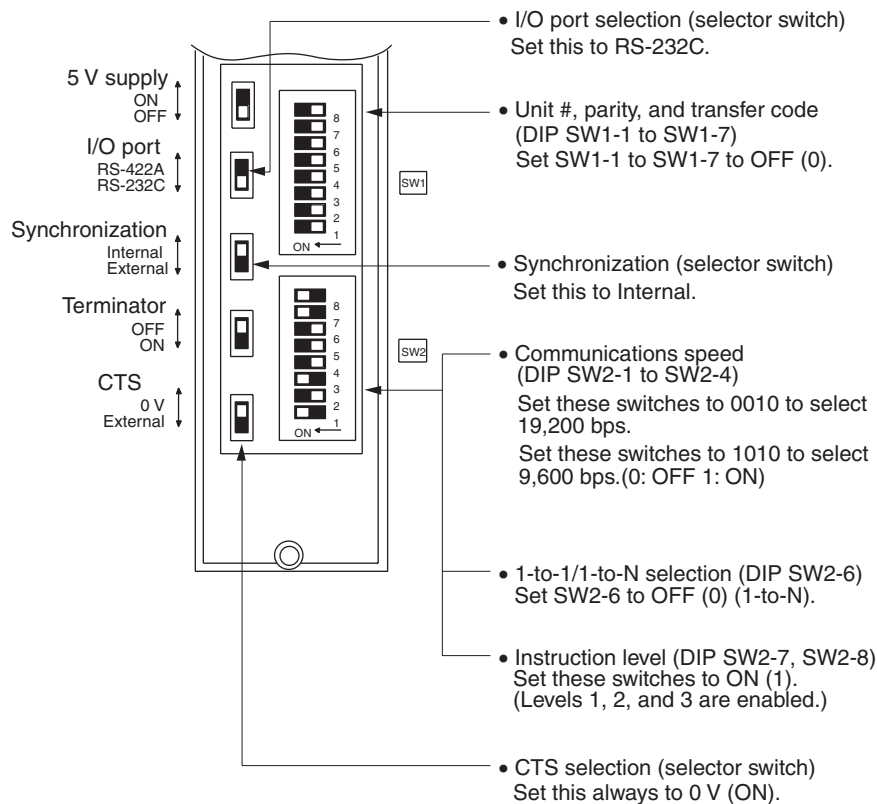 5 V supply
ON
OFF
I/O port
RS-422A
RS-232C
Synchronization
Internal
External
Terminator
OFF
ON
CTS
0 V
External
8
7
6
5
4
3
2
1
ON
SW1
8
7
6
5
4
3
2
1
ON
SW2
• I/O port selection (selector switch)
Set this to RS-232C.
• Unit #, parity, and transfer code
(DIP SW1-1 to SW1-7)
Set SW1-1 to SW1-7 to OFF (0).
• Synchronization (selector switch)
Set this to Internal.
• Communications speed
(DIP SW2-1 to SW2-4)
Set these switches to 0010 to select
19,200 bps.
Set these switches to 1010 to select
9,600 bps.(0: OFF 1: ON)
• 1-to-1/1-to-N selection (DIP SW2-6)
Set SW2-6 to OFF (0) (1-to-N).
• Instruction level (DIP SW2-7, SW2-8)
Set these switches to ON (1).
(Levels 1, 2, and 3 are enabled.)
• CTS selection (selector switch)
Set this always to 0 V (ON).